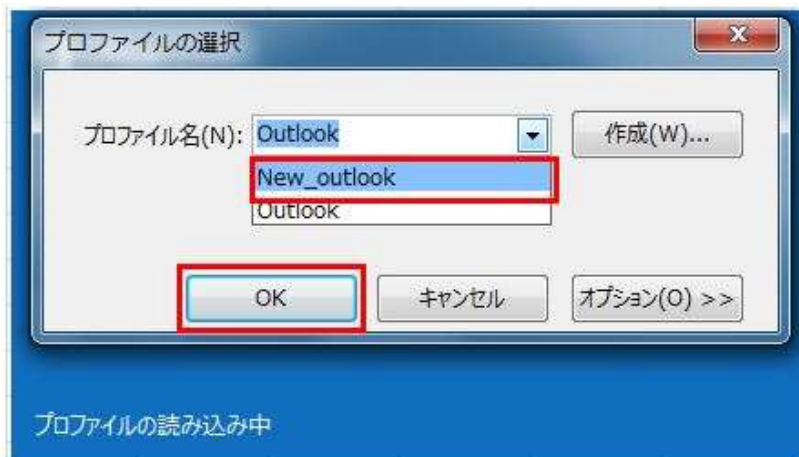 プロファイルの選択
プロファイル名(N): Outlook 作成(W)...
New_outlook
Outlook
OK キャンセル オプション(O) >>
プロファイルの読み込み中